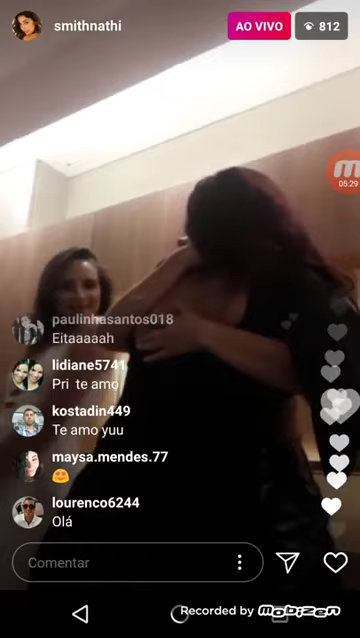 smithnathi
AO VIVO
812
05:29
paulinhasantos018
Eitaaaaah
lidiane5741
Pri te amo
kostadin449
Te amo yuu
maysa.mendes.77
😍
lourenco6244
Olá
Comentar
Recorded by mobizen